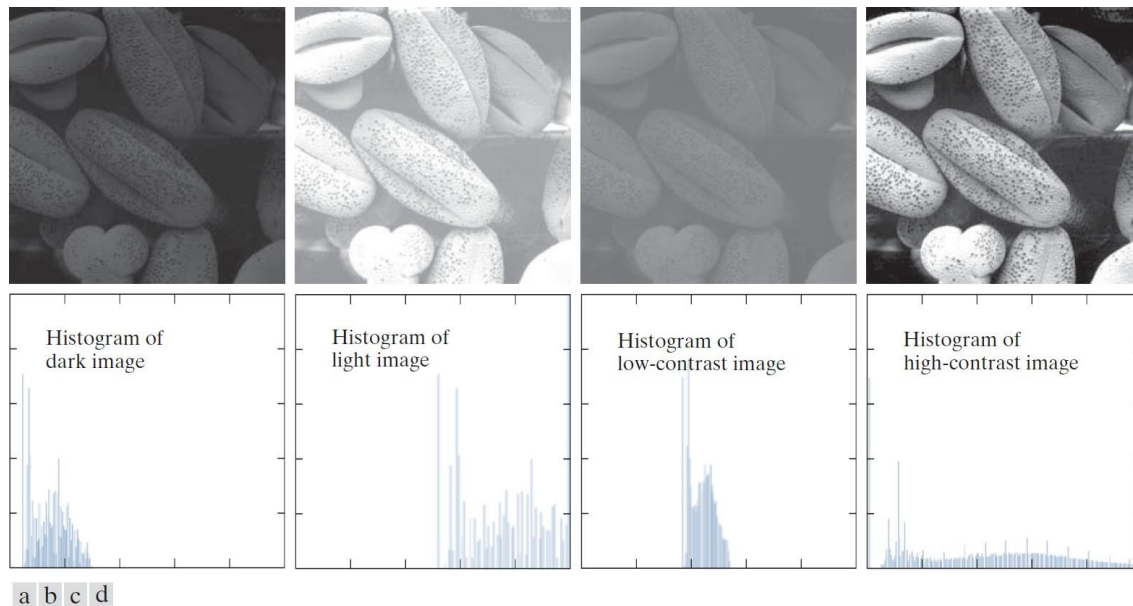 Histogram of
dark image
Histogram of
light image
Histogram of
low-contrast image
Histogram of
high-contrast image
a b c d